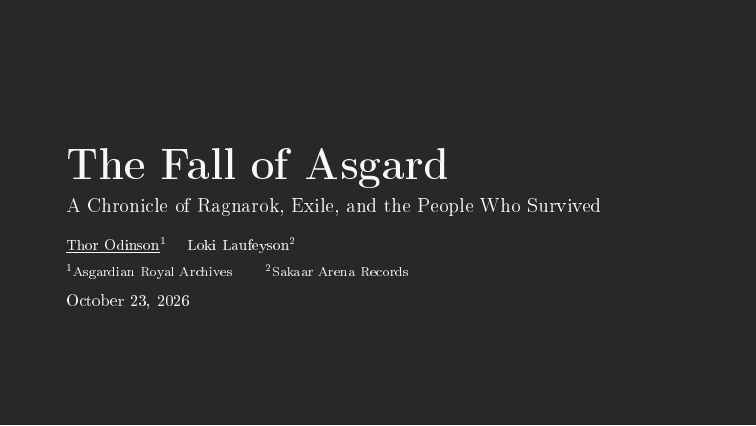 The Fall of Asgard
A Chronicle of Ragnarok, Exile, and the People Who Survived
Thor Odinson¹ Loki Laufeyson²
¹Asgardian Royal Archives ²Sakaar Arena Records
October 23, 2026